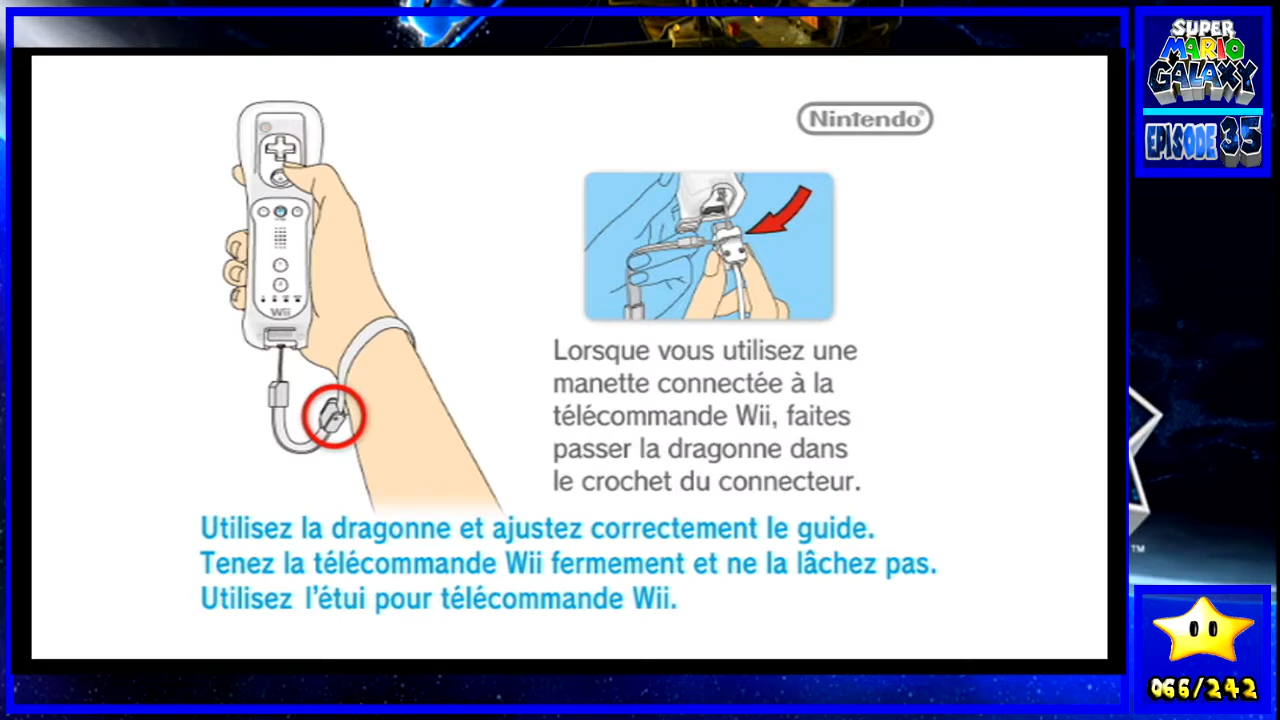 SUPER
MARIO
GALAXY
EPISODE 35
Nintendo®
Wii
Lorsque vous utilisez une
manette connectée à la
télécommande Wii, faites
passer la dragonne dans
le crochet du connecteur.
Utilisez la dragonne et ajustez correctement le guide.
Tenez la télécommande Wii fermement et ne la lâchez pas.
Utilisez l'étui pour télécommande Wii.
TM
066/242